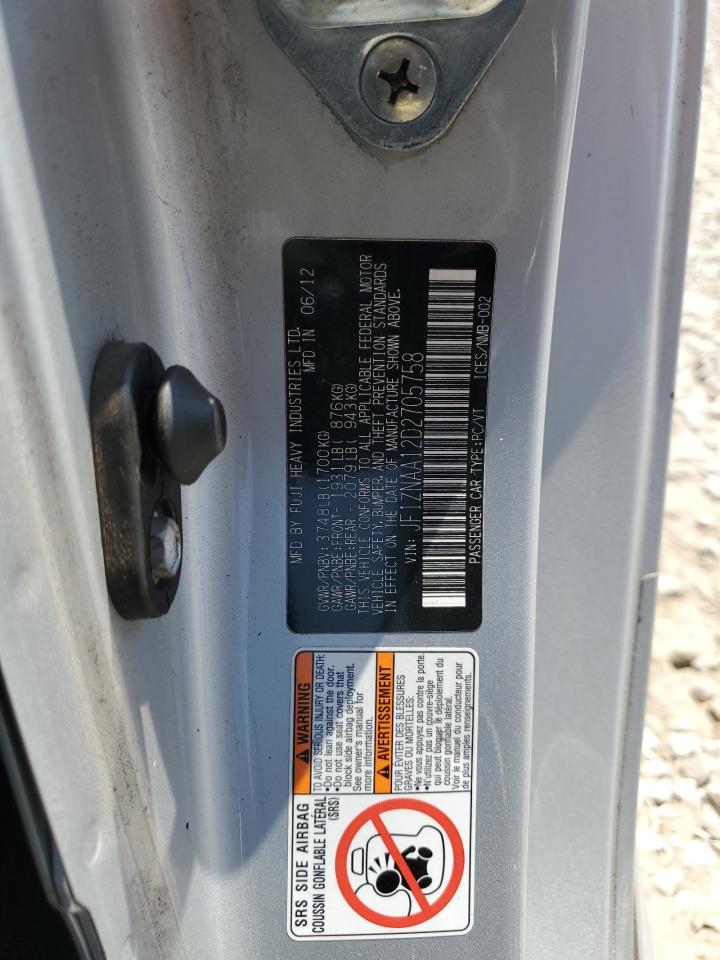 MFD BY FUJI HEAVY INDUSTRIES LTD.
MFD IN 06/12
GVWR/PNBV: 3748LB(1700KG)
GAWR/PNBE:FRONT- 1931LB( 876KG)
GAWR/PNBE:REAR - 2079LB( 943KG)
THIS VEHICLE CONFORMS TO ALL APPLICABLE FEDERAL MOTOR
VEHICLE SAFETY,BUMPER,AND THEFT PREVENTION STANDARDS
IN EFFECT ON THE DATE OF MANUFACTURE SHOWN ABOVE.
VIN: JF1ZNAA12D2705758
PASSENGER CAR TYPE:PC/VT ICES/NMB-002
SRS SIDE AIRBAG
COUSSIN GONFLABLE LATÉRAL
(SRS)
WARNING
TO AVOID SERIOUS INJURY OR DEATH:
•Do not lean against the door.
•Do not use seat covers that
block side airbag deployment.
See owner's manual for
more information.
AVERTISSEMENT
POUR ÉVITER DES BLESSURES
GRAVES OU MORTELLES:
•Ne vous appuyez pas contre la porte.
•N'utilizez pas un couvre-siège
qui peut bloquer le déploiement du
coussin gonflable latéral.
Voir le manuel du conducteur pour
de plus amples renseignements.